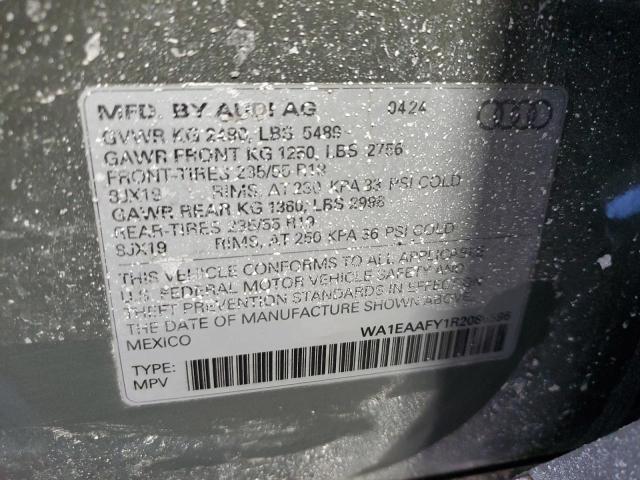 MFD. BY AUDI AG 0424
GVWR KG 2490, LBS 5489
GAWR FRONT KG 1250, LBS 2756
FRONT-TIRES 235/55 R19
8JX19 RIMS, AT 230 KPA 33 PSI COLD
GAWR REAR KG 1360, LBS 2998
REAR-TIRES 235/55 R19
8JX19 RIMS, AT 250 KPA 36 PSI COLD
THIS VEHICLE CONFORMS TO ALL APPLICABLE
U.S. FEDERAL MOTOR VEHICLE SAFETY AND
THEFT PREVENTION STANDARDS IN EFFECT ON
THE DATE OF MANUFACTURE SHOWN ABOVE.
MEXICO
TYPE:
MPV